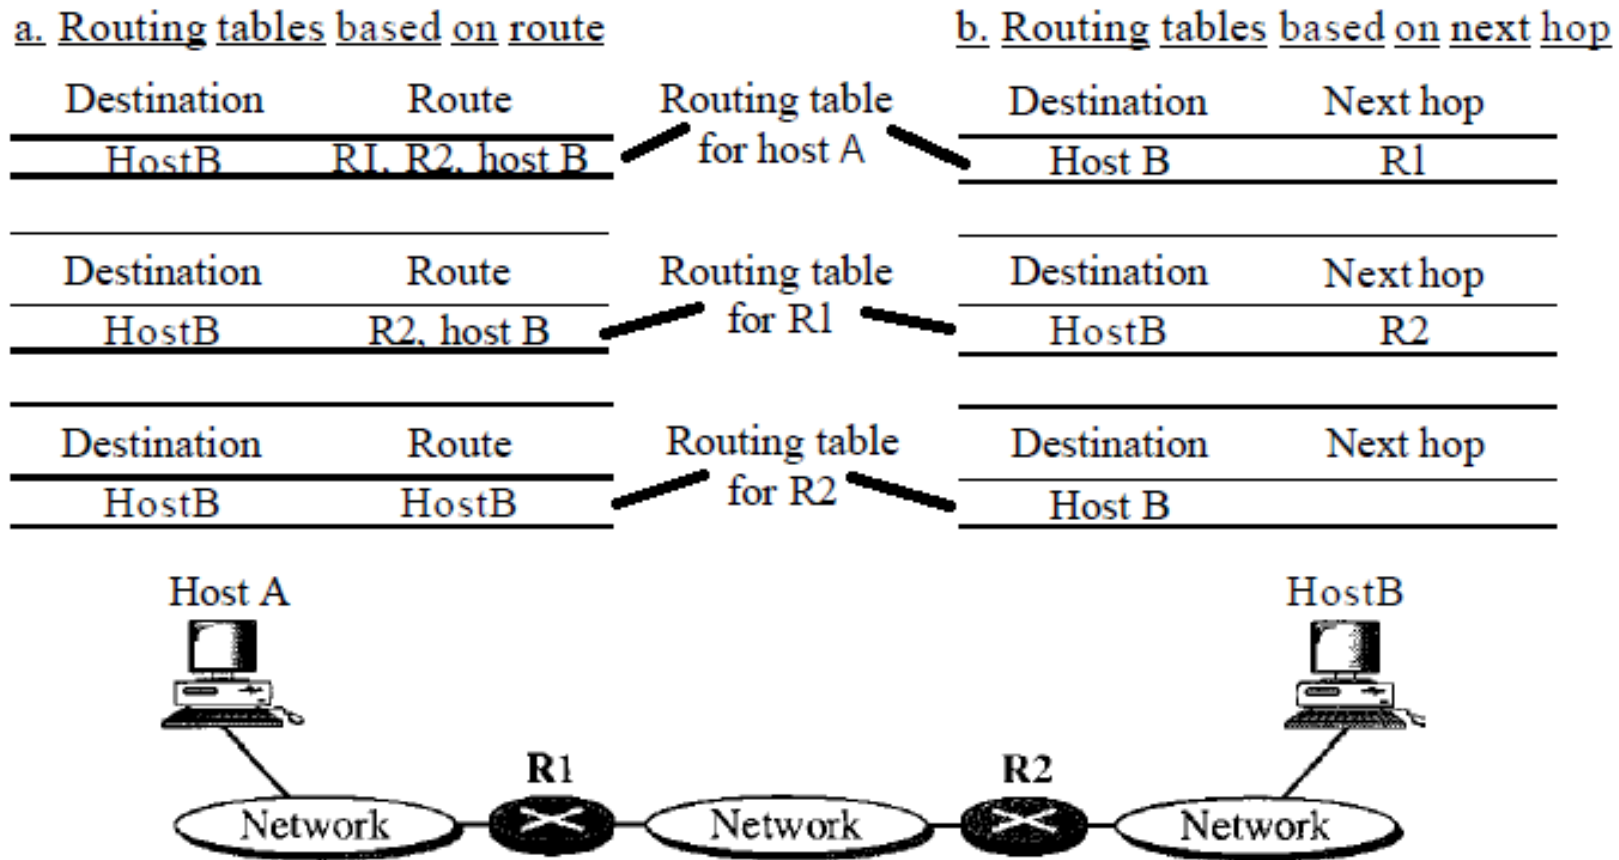 a. Routing tables based on route
b. Routing tables based on next hop
Destination Route
HostB R1, R2, host B
Routing table
for host A
Destination Next hop
Host B R1
Destination Route
HostB R2, host B
Routing table
for R1
Destination Next hop
HostB R2
Destination Route
HostB HostB
Routing table
for R2
Destination Next hop
Host B
Host A
HostB
R1
R2
Network
Network
Network